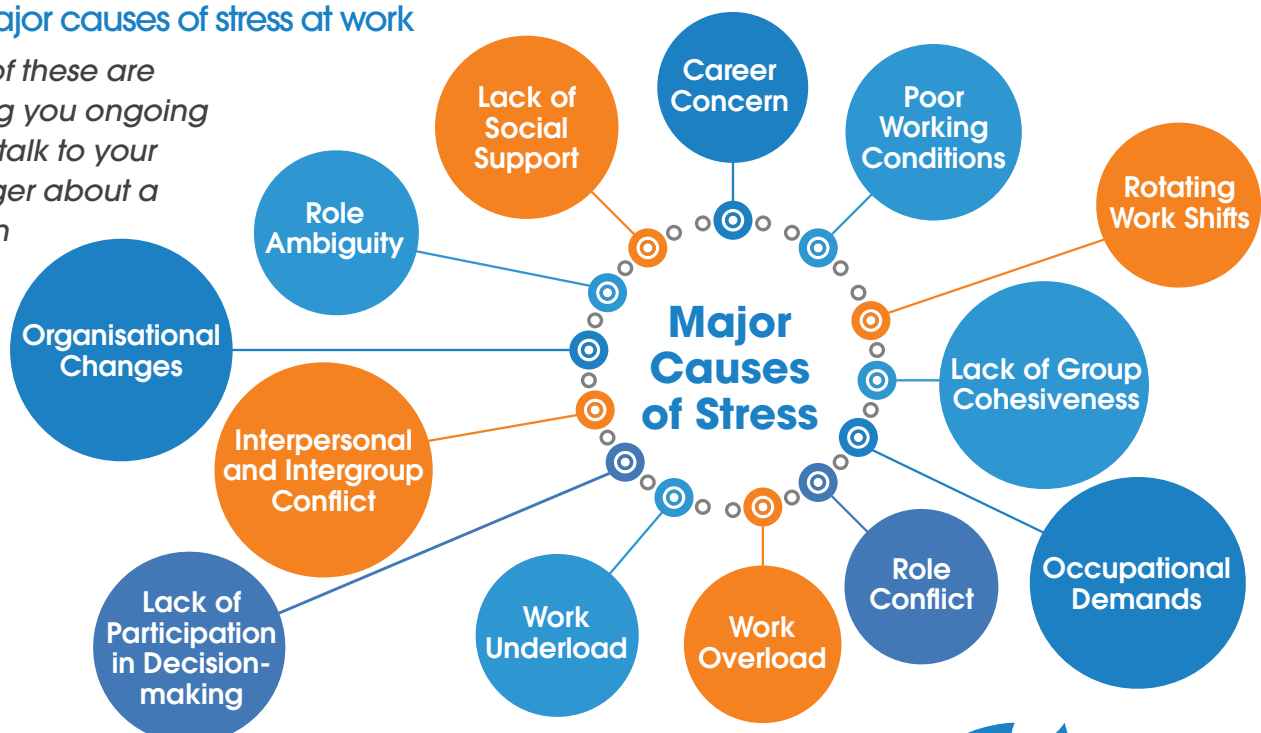 ajor causes of stress at work
of these are
g you ongoing
talk to your
ger about a
n
Career
Concern
Lack of
Social
Support
Poor
Working
Conditions
Role
Ambiguity
Rotating
Work Shifts
Organisational
Changes
Major
Causes
of Stress
Lack of Group
Cohesiveness
Interpersonal
and Intergroup
Conflict
Occupational
Demands
Role
Conflict
Lack of
Participation
in Decision-
making
Work
Underload
Work
Overload